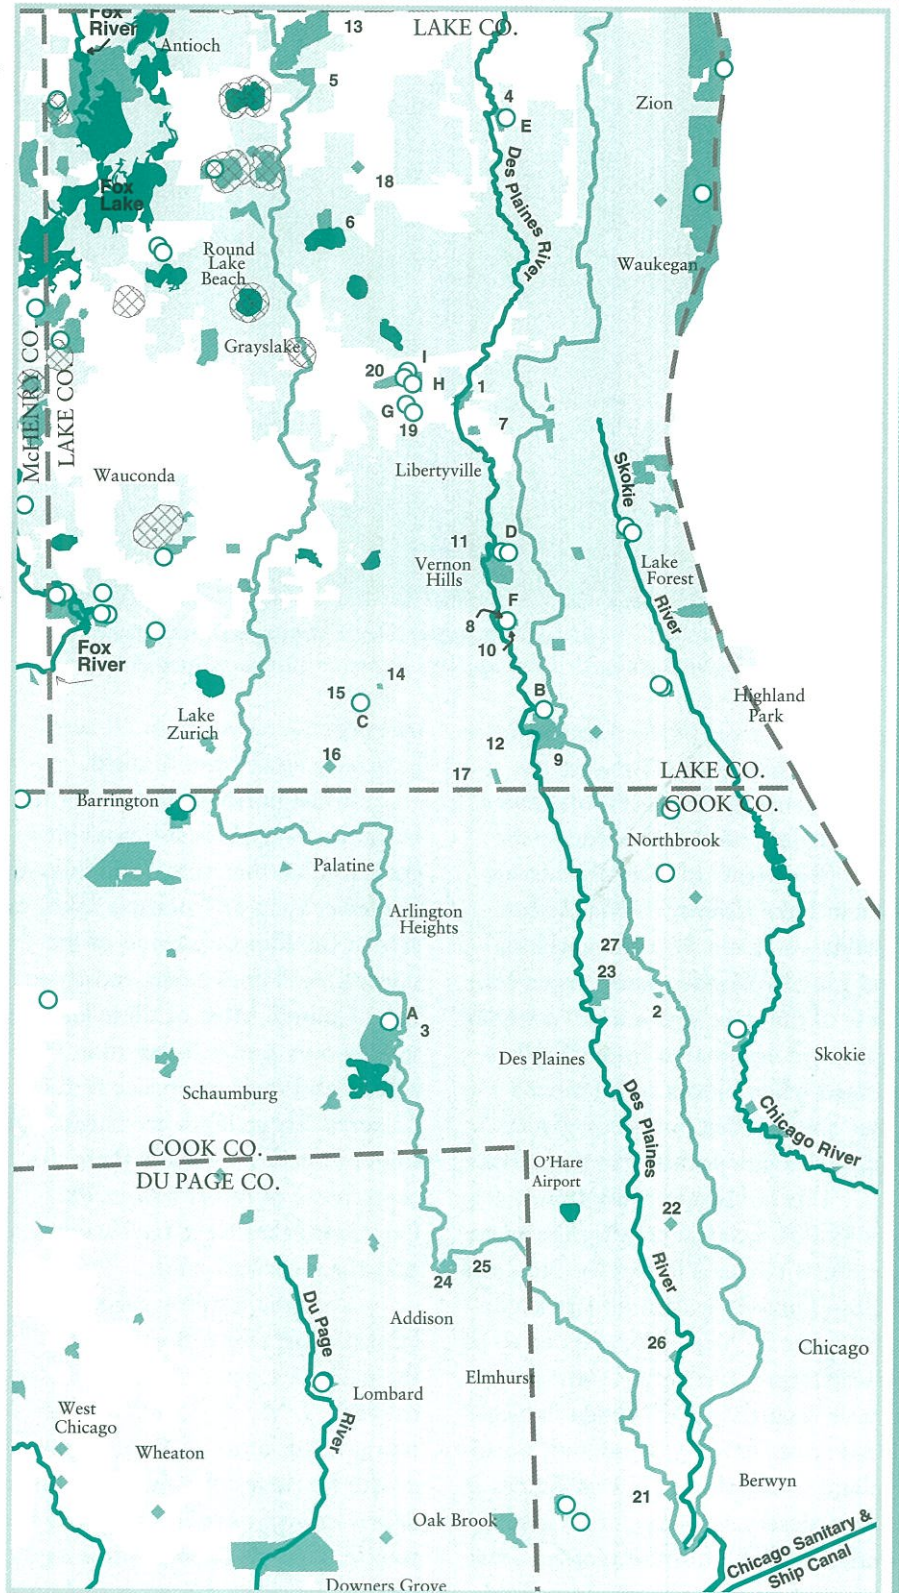 Fox
River
Antioch
13
LAKE CO.
5
4
E
Zion
Des Plaines River
18
Fox
Lake
6
Round
Lake
Beach
Waukegan
Grayslake
McHENRY CO.
LAKE CO.
I
20
H
1
G
19
7
Libertyville
Wauconda
Skokie
River
11
D
Vernon
Hills
Lake
Forest
8
F
10
Fox
River
14
15
C
B
Highland
Park
Lake
Zurich
12
9
16
17
LAKE CO.
COOK CO.
Barrington
Northbrook
Palatine
Arlington
Heights
27
23
2
A
3
Des Plaines
Skokie
Schaumburg
Des Plaines
River
Chicago River
COOK CO.
DU PAGE CO.
O'Hare
Airport
22
24
25
Du Page
River
Addison
26
Chicago
Elmhurst
Lombard
West
Chicago
Wheaton
Berwyn
21
Oak Brook
Chicago Sanitary &
Ship Canal
Downers Grove